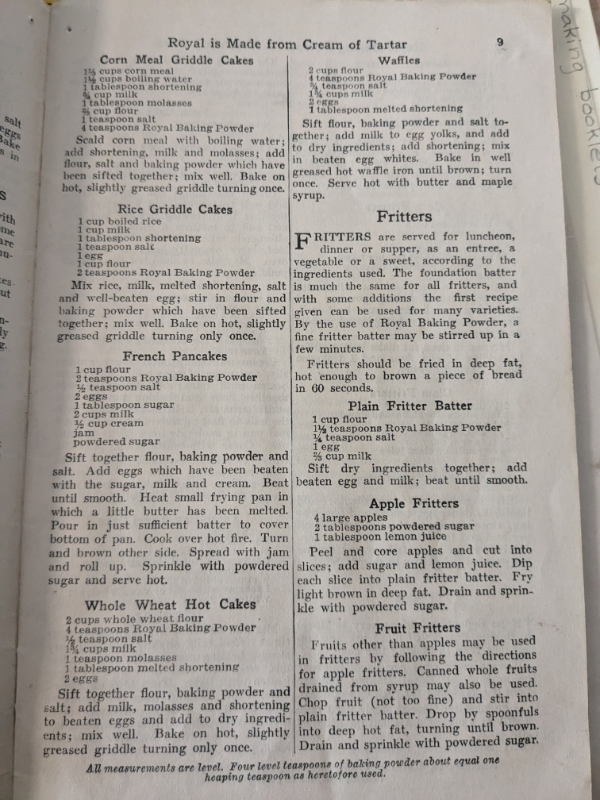 Royal is Made from Cream of Tartar
9
Corn Meal Griddle Cakes
1½ cups corn meal
1½ cups boiling water
1 tablespoon shortening
¾ cup milk
1 tablespoon molasses
⅔ cup flour
1 teaspoon salt
4 teaspoons Royal Baking Powder
Scald corn meal with boiling water;
add shortening, milk and molasses; add
flour, salt and baking powder which have
been sifted together; mix well. Bake on
hot, slightly greased griddle turning once.
Rice Griddle Cakes
1 cup boiled rice
1 cup milk
1 tablespoon shortening
1 teaspoon salt
1 egg
1 cup flour
2 teaspoons Royal Baking Powder
Mix rice, milk, melted shortening, salt
and well-beaten egg; stir in flour and
baking powder which have been sifted
together; mix well. Bake on hot, slightly
greased griddle turning only once.
French Pancakes
1 cup flour
2 teaspoons Royal Baking Powder
½ teaspoon salt
2 eggs
1 tablespoon sugar
2 cups milk
½ cup cream
jam
powdered sugar
Sift together flour, baking powder and
salt. Add eggs which have been beaten
with the sugar, milk and cream. Beat
until smooth. Heat small frying pan in
which a little butter has been melted.
Pour in just sufficient batter to cover
bottom of pan. Cook over hot fire. Turn
and brown other side. Spread with jam
and roll up. Sprinkle with powdered
sugar and serve hot.
Whole Wheat Hot Cakes
2 cups whole wheat flour
4 teaspoons Royal Baking Powder
½ teaspoon salt
1¾ cups milk
1 teaspoon molasses
1 tablespoon melted shortening
2 eggs
Sift together flour, baking powder and
salt; add milk, molasses and shortening
to beaten eggs and add to dry ingredi-
ents; mix well. Bake on hot, slightly
greased griddle turning only once.
Waffles
2 cups flour
4 teaspoons Royal Baking Powder
¾ teaspoon salt
1¾ cups milk
2 eggs
1 tablespoon melted shortening
Sift flour, baking powder and salt to-
gether; add milk to egg yolks, and add
to dry ingredients; add shortening; mix
in beaten egg whites. Bake in well
greased hot waffle iron until brown; turn
once. Serve hot with butter and maple
syrup.
Fritters
FRITTERS are served for luncheon,
dinner or supper, as an entree, a
vegetable or a sweet, according to the
ingredients used. The foundation batter
is much the same for all fritters, and
with some additions the first recipe
given can be used for many varieties.
By the use of Royal Baking Powder, a
fine fritter batter may be stirred up in a
few minutes.
Fritters should be fried in deep fat,
hot enough to brown a piece of bread
in 60 seconds.
Plain Fritter Batter
1 cup flour
1½ teaspoons Royal Baking Powder
¼ teaspoon salt
1 egg
⅔ cup milk
Sift dry ingredients together; add
beaten egg and milk; beat until smooth.
Apple Fritters
4 large apples
2 tablespoons powdered sugar
1 tablespoon lemon juice
Peel and core apples and cut into
slices; add sugar and lemon juice. Dip
each slice into plain fritter batter. Fry
light brown in deep fat. Drain and sprin-
kle with powdered sugar.
Fruit Fritters
Fruits other than apples may be used
in fritters by following the directions
for apple fritters. Canned whole fruits
drained from syrup may also be used.
Chop fruit (not too fine) and stir into
plain fritter batter. Drop by spoonfuls
into deep hot fat, turning until brown.
Drain and sprinkle with powdered sugar.
All measurements are level. Four level teaspoons of baking powder about equal one
heaping teaspoon as heretofore used.
making booklets
salt
eggs
Bake
s in